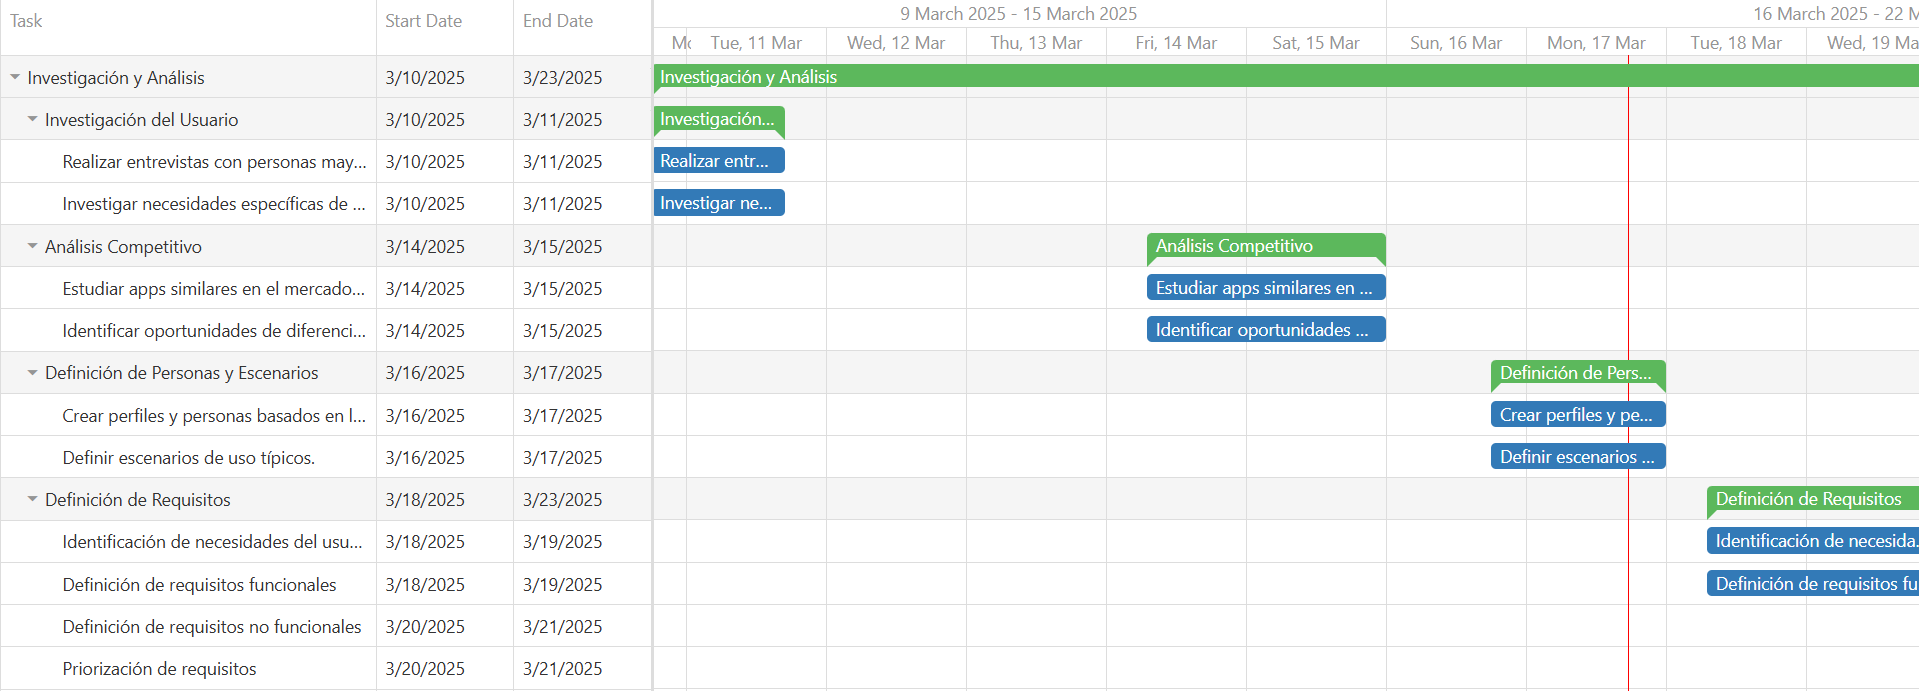 Task Start Date End Date 9 March 2025 - 15 March 2025 16 March 2025 - 22 M
Mo Tue, 11 Mar Wed, 12 Mar Thu, 13 Mar Fri, 14 Mar Sat, 15 Mar Sun, 16 Mar Mon, 17 Mar Tue, 18 Mar Wed, 19 Ma
Investigación y Análisis 3/10/2025 3/23/2025 Investigación y Análisis
Investigación del Usuario 3/10/2025 3/11/2025 Investigación...
Realizar entrevistas con personas may... 3/10/2025 3/11/2025 Realizar entr...
Investigar necesidades específicas de ... 3/10/2025 3/11/2025 Investigar ne...
Análisis Competitivo 3/14/2025 3/15/2025 Análisis Competitivo
Estudiar apps similares en el mercado... 3/14/2025 3/15/2025 Estudiar apps similares en ...
Identificar oportunidades de diferenci... 3/14/2025 3/15/2025 Identificar oportunidades ...
Definición de Personas y Escenarios 3/16/2025 3/17/2025 Definición de Pers...
Crear perfiles y personas basados en l... 3/16/2025 3/17/2025 Crear perfiles y pe...
Definir escenarios de uso típicos. 3/16/2025 3/17/2025 Definir escenarios ...
Definición de Requisitos 3/18/2025 3/23/2025 Definición de Requisitos
Identificación de necesidades del usu... 3/18/2025 3/19/2025 Identificación de necesida.
Definición de requisitos funcionales 3/18/2025 3/19/2025 Definición de requisitos fu
Definición de requisitos no funcionales 3/20/2025 3/21/2025
Priorización de requisitos 3/20/2025 3/21/2025